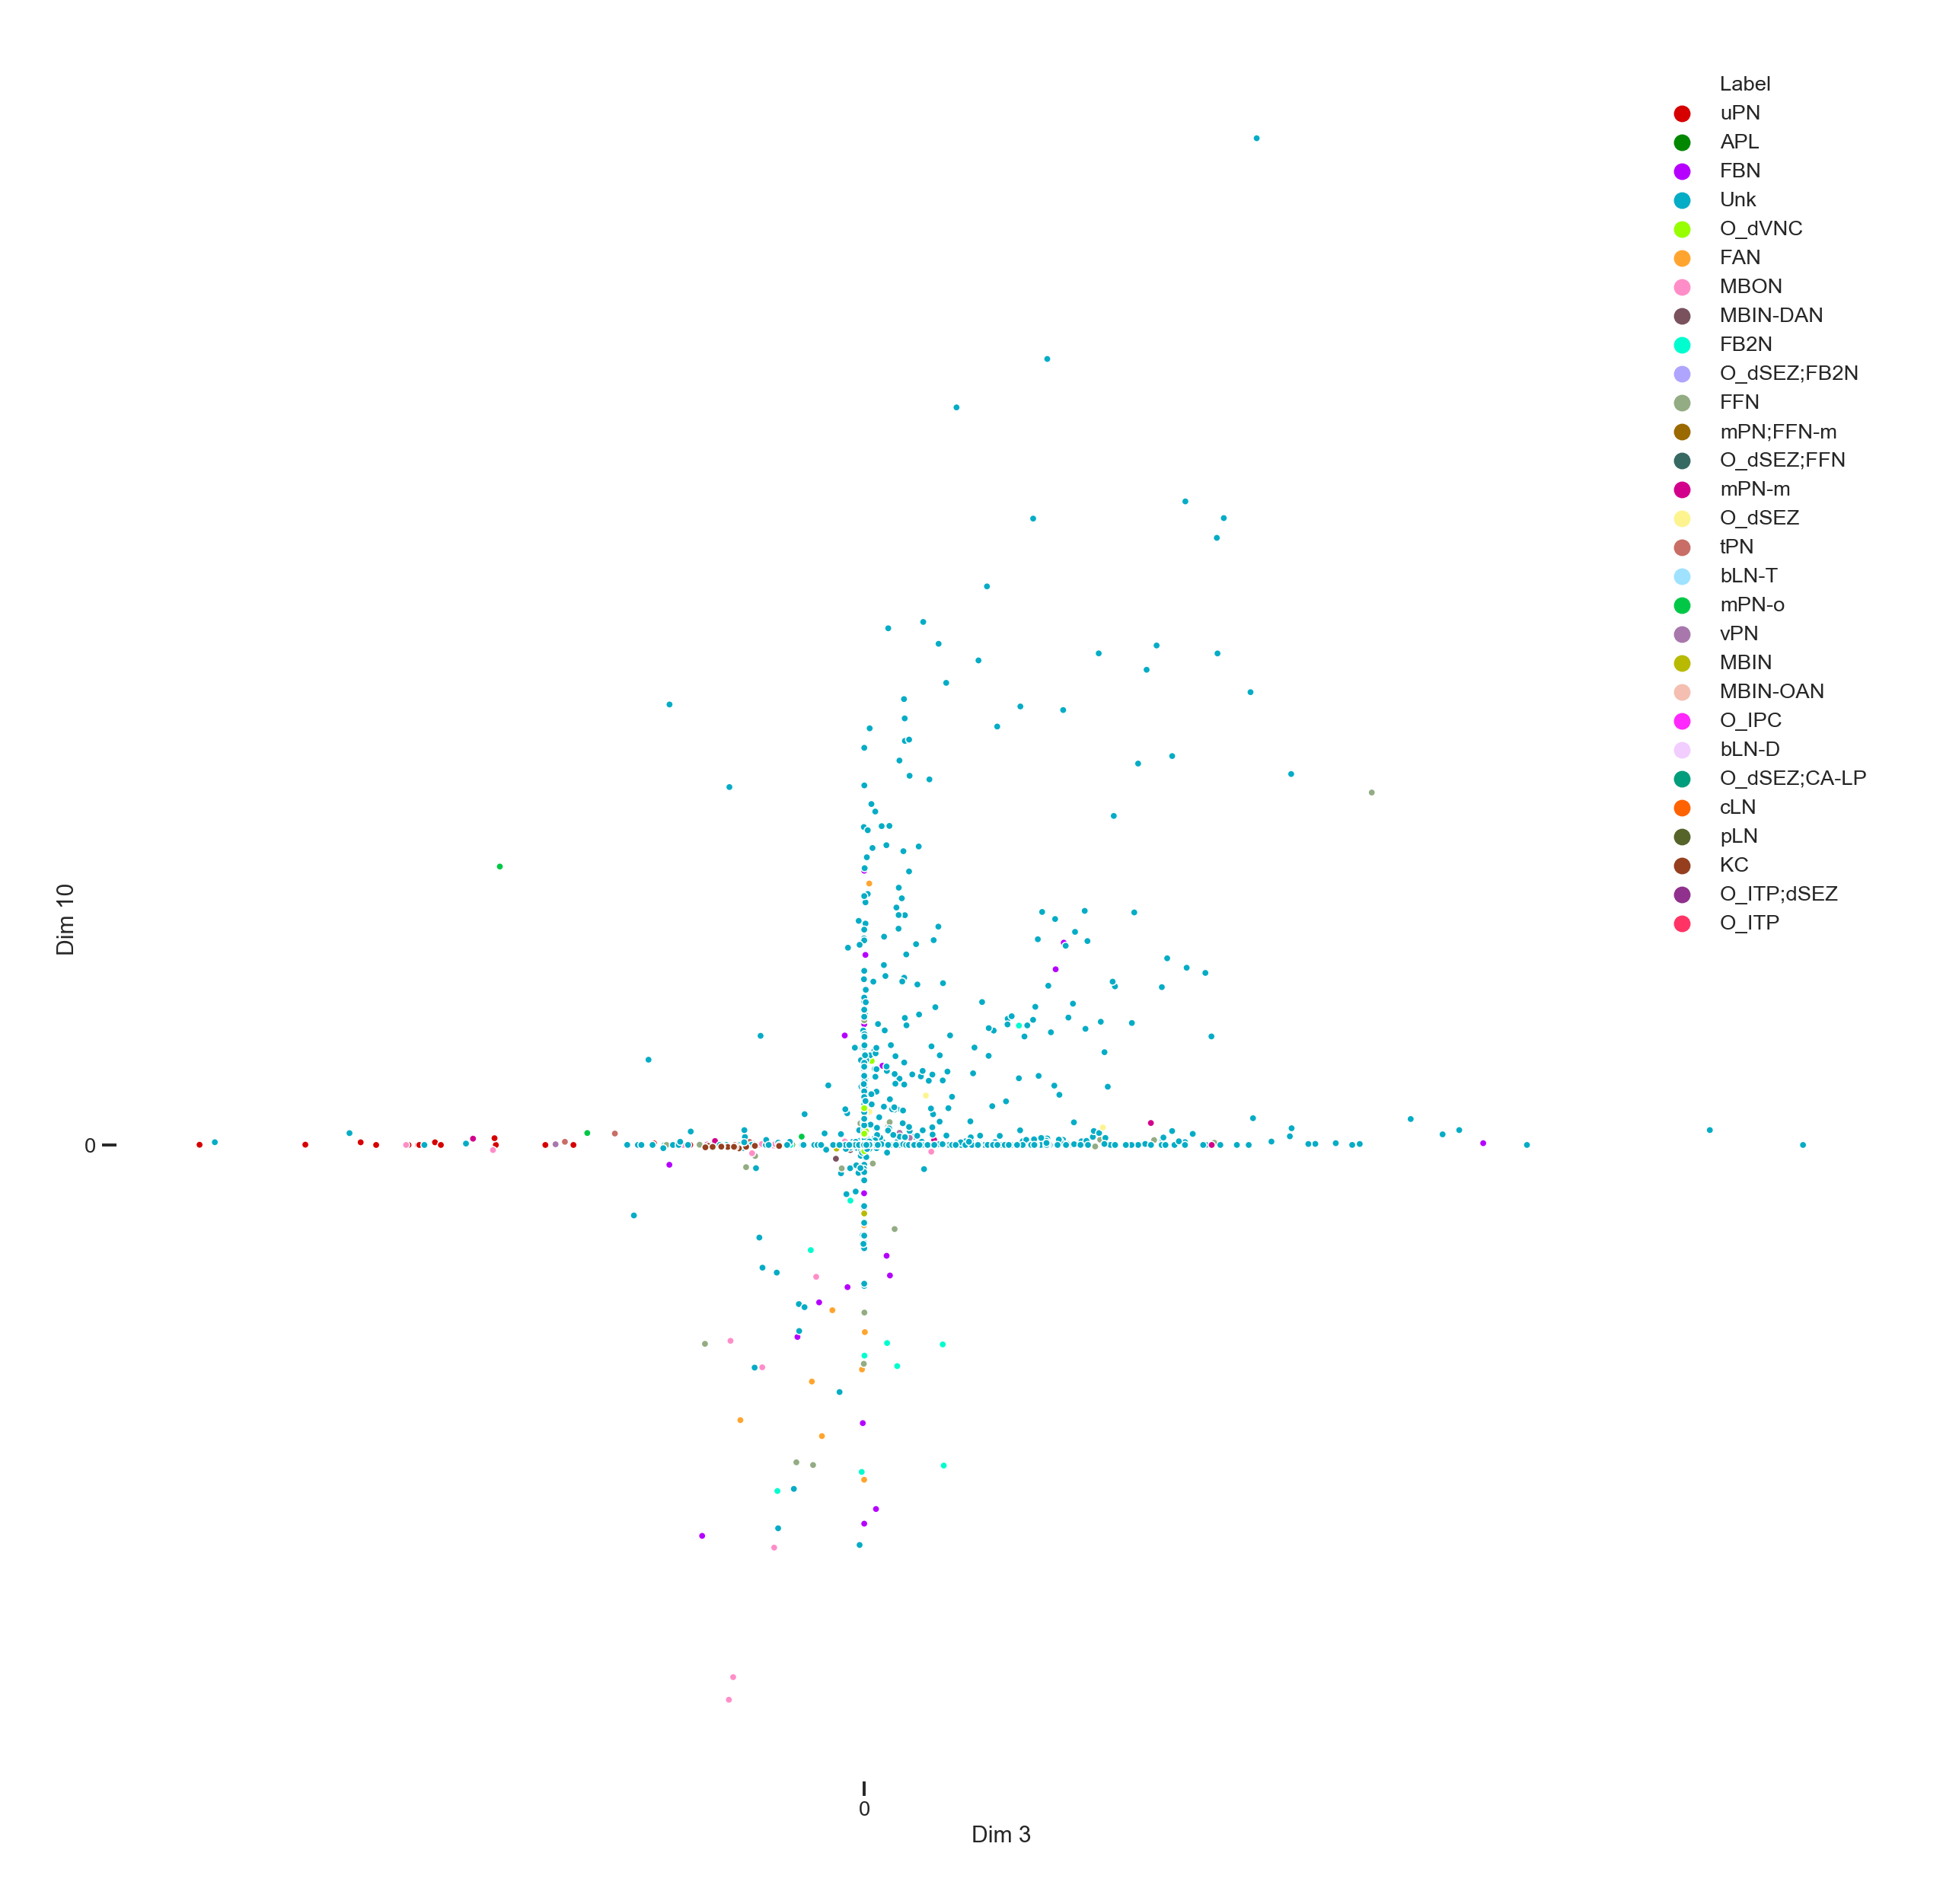 Label
uPN
APL
FBN
Unk
O_dVNC
FAN
MBON
MBIN-DAN
FB2N
O_dSEZ;FB2N
FFN
mPN;FFN-m
O_dSEZ;FFN
mPN-m
O_dSEZ
tPN
bLN-T
mPN-o
vPN
MBIN
MBIN-OAN
O_IPC
bLN-D
O_dSEZ;CA-LP
cLN
pLN
KC
O_ITP;dSEZ
O_ITP
Dim 10
0
0
Dim 3